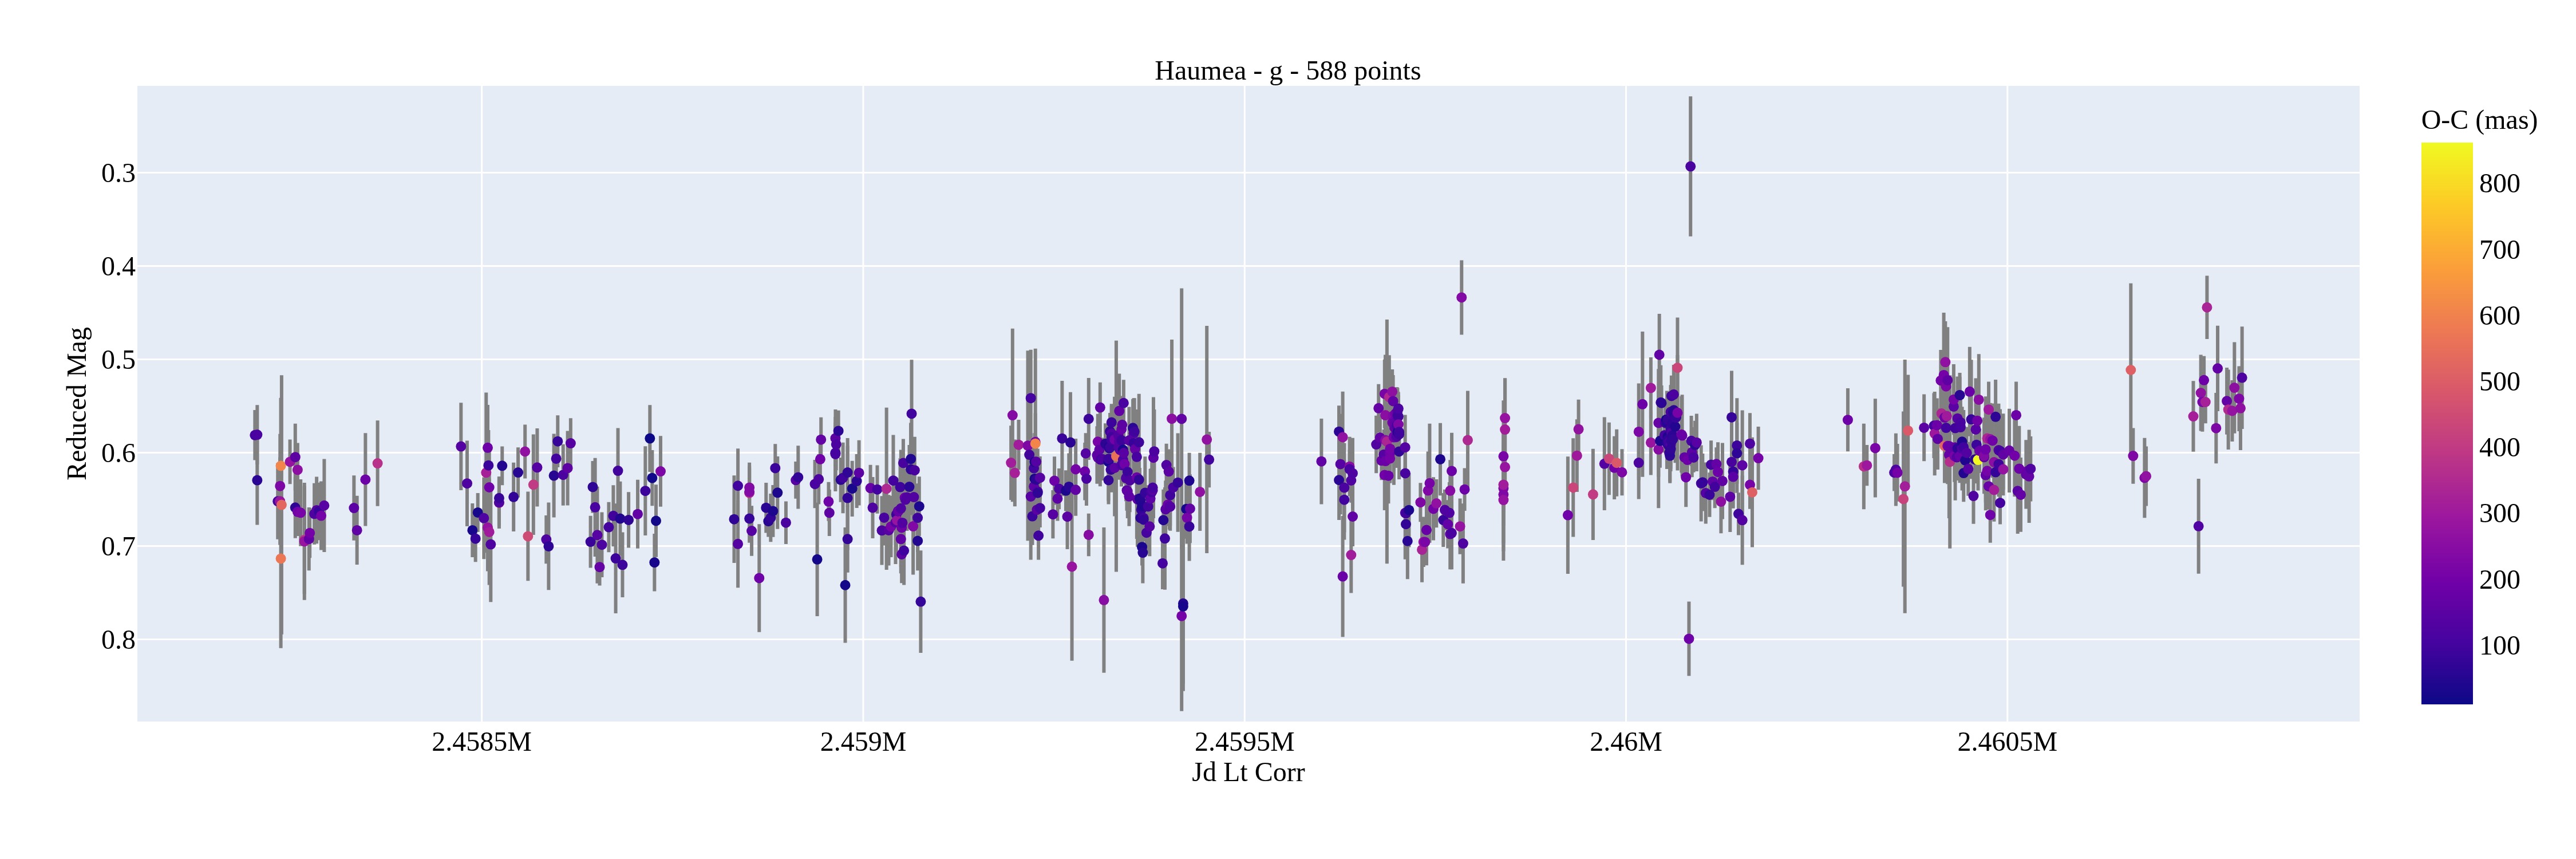 Haumea - g - 588 points
O-C (mas)
Reduced Mag
0.3
0.4
0.5
0.6
0.7
0.8
2.4585M
2.459M
2.4595M
2.46M
2.4605M
Jd Lt Corr
800
700
600
500
400
300
200
100